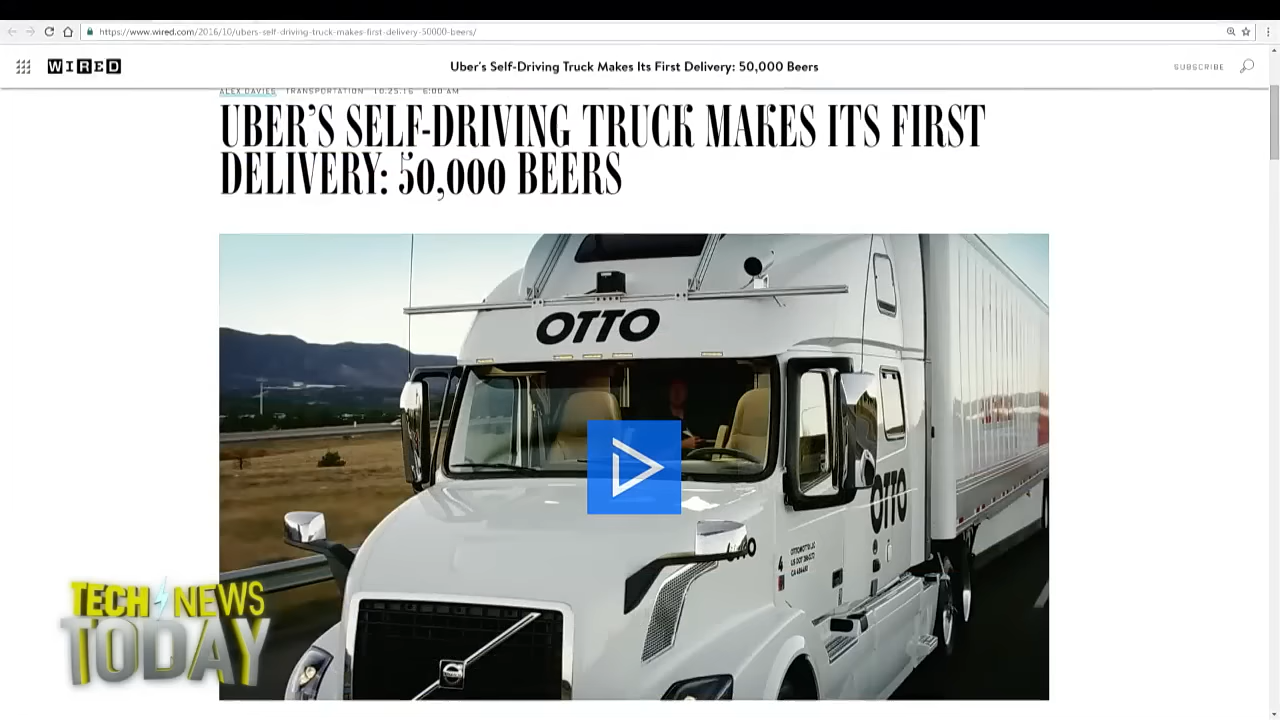 https://www.wired.com/2016/10/ubers-self-driving-truck-makes-first-delivery-50000-beers/
WIRED
Uber's Self-Driving Truck Makes Its First Delivery: 50,000 Beers
SUBSCRIBE
ALEX DAVIES TRANSPORTATION 10.25.16 6:00 AM
UBER'S SELF-DRIVING TRUCK MAKES ITS FIRST
DELIVERY: 50,000 BEERS
OTTO
OTTO
OTTO
4
TECH NEWS
TODAY